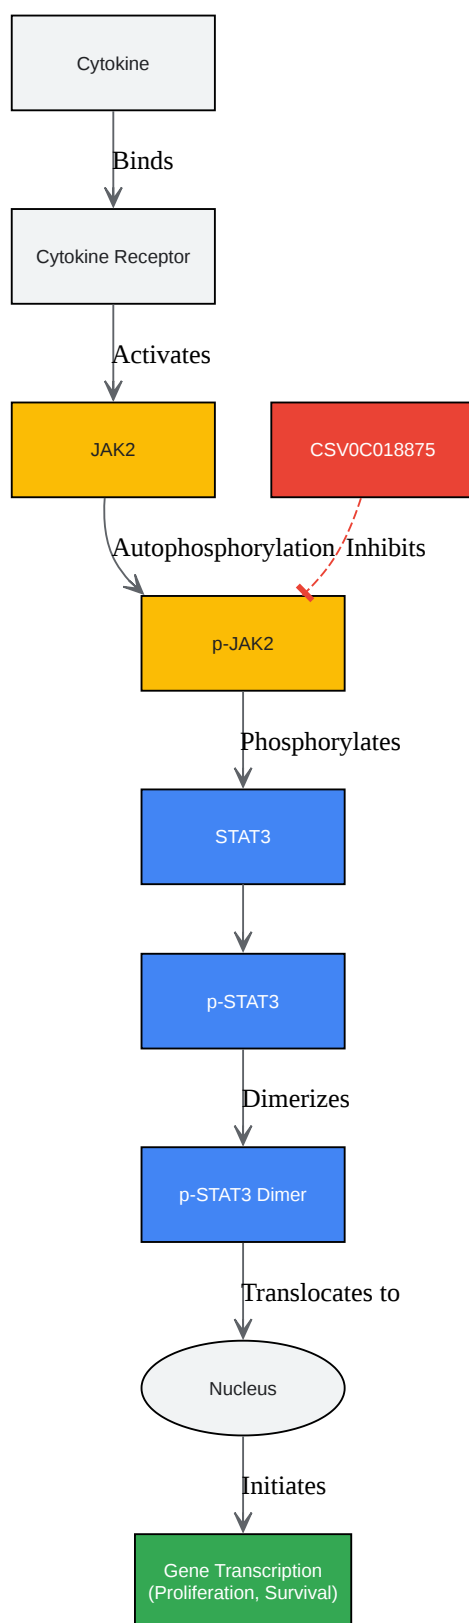 Cytokine
Binds
Cytokine Receptor
Activates
JAK2
CSV0C018875
Autophosphorylation
Inhibits
p-JAK2
Phosphorylates
STAT3
p-STAT3
Dimerizes
p-STAT3 Dimer
Translocates to
Nucleus
Initiates
Gene Transcription
(Proliferation, Survival)